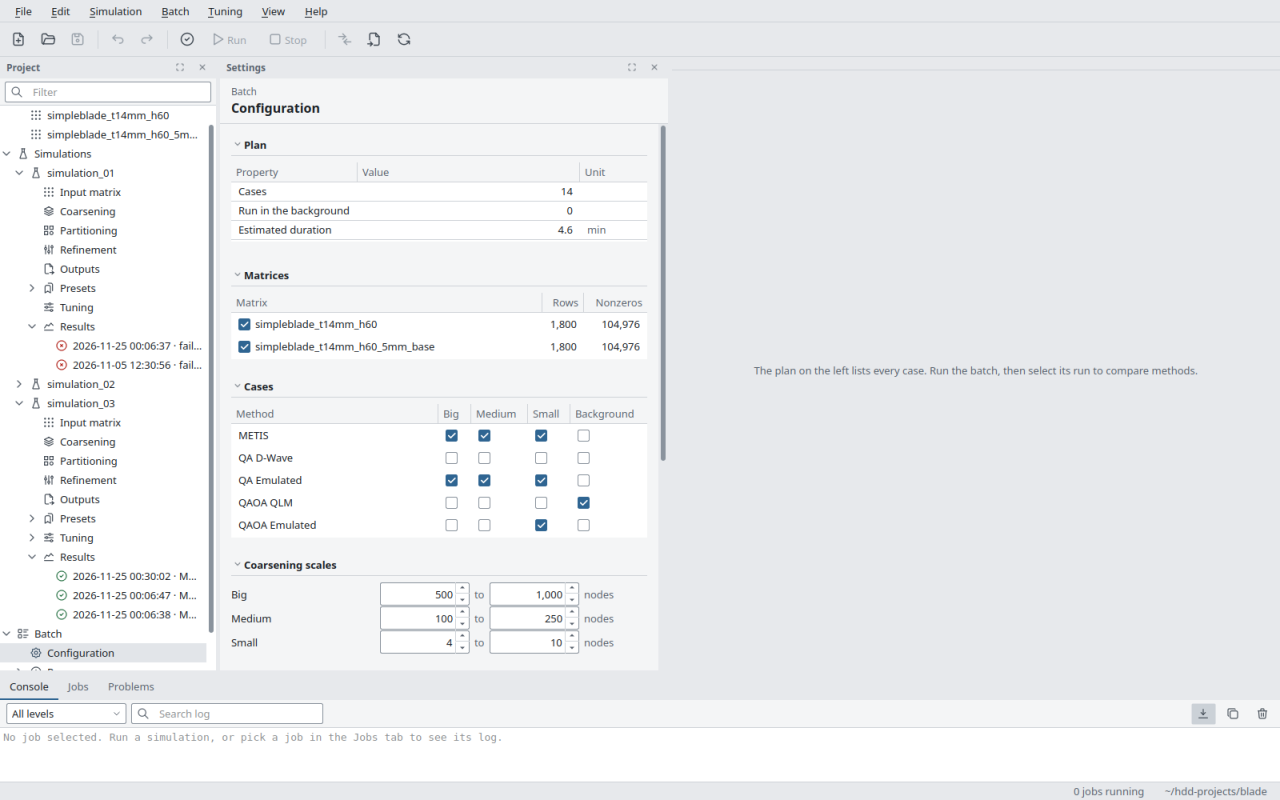 File Edit Simulation Batch Tuning View Help
Run Stop
Project
Filter
simpleblade_t14mm_h60
simpleblade_t14mm_h60_5m...
Simulations
simulation_01
Input matrix
Coarsening
Partitioning
Refinement
Outputs
Presets
Tuning
Results
2026-11-25 00:06:37 · fail...
2026-11-05 12:30:56 · fail...
simulation_02
simulation_03
Input matrix
Coarsening
Partitioning
Refinement
Outputs
Presets
Tuning
Results
2026-11-25 00:30:02 · M...
2026-11-25 00:06:47 · M...
2026-11-25 00:06:38 · M...
Batch
Configuration
Settings
Batch
Configuration
Plan
Property Value Unit
Cases 14
Run in the background 0
Estimated duration 4.6 min
Matrices
Matrix Rows Nonzeros
simpleblade_t14mm_h60 1,800 104,976
simpleblade_t14mm_h60_5mm_base 1,800 104,976
Cases
Method Big Medium Small Background
METIS
QA D-Wave
QA Emulated
QAOA QLM
QAOA Emulated
Coarsening scales
Big 500 to 1,000 nodes
Medium 100 to 250 nodes
Small 4 to 10 nodes
The plan on the left lists every case. Run the batch, then select its run to compare methods.
Console Jobs Problems
All levels Search log
No job selected. Run a simulation, or pick a job in the Jobs tab to see its log.
0 jobs running ~/hdd-projects/blade